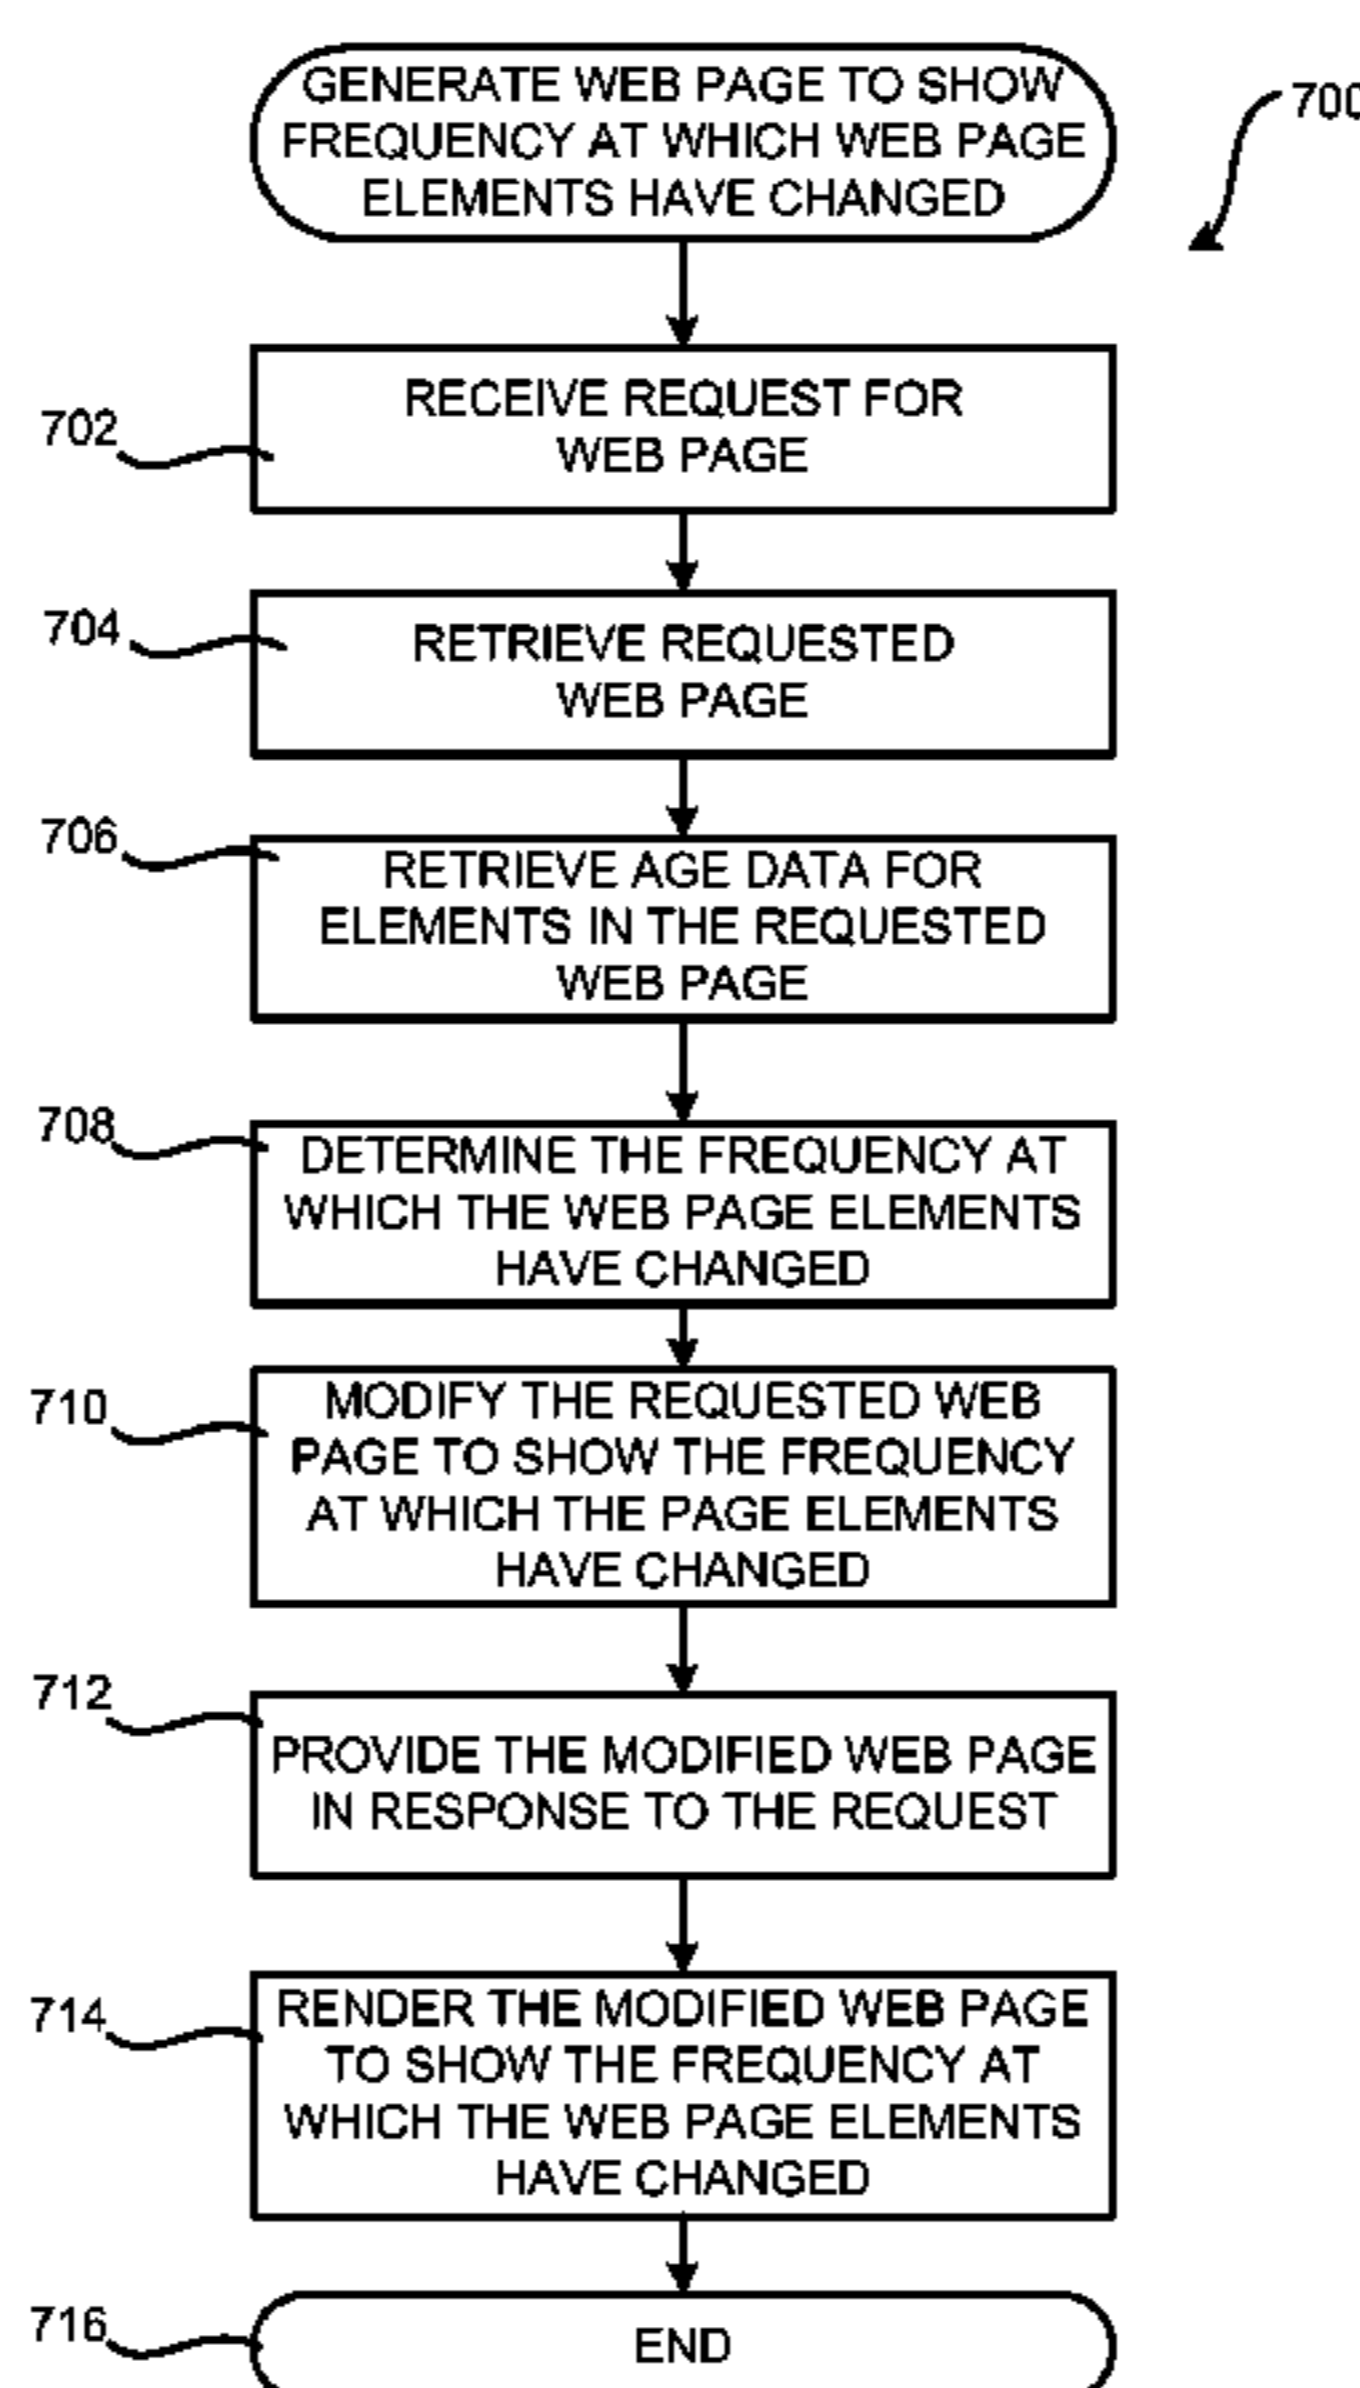 GENERATE WEB PAGE TO SHOW
FREQUENCY AT WHICH WEB PAGE
ELEMENTS HAVE CHANGED
700
702
RECEIVE REQUEST FOR
WEB PAGE
704
RETRIEVE REQUESTED
WEB PAGE
706
RETRIEVE AGE DATA FOR
ELEMENTS IN THE REQUESTED
WEB PAGE
708
DETERMINE THE FREQUENCY AT
WHICH THE WEB PAGE ELEMENTS
HAVE CHANGED
710
MODIFY THE REQUESTED WEB
PAGE TO SHOW THE FREQUENCY
AT WHICH THE PAGE ELEMENTS
HAVE CHANGED
712
PROVIDE THE MODIFIED WEB PAGE
IN RESPONSE TO THE REQUEST
714
RENDER THE MODIFIED WEB PAGE
TO SHOW THE FREQUENCY AT
WHICH THE WEB PAGE ELEMENTS
HAVE CHANGED
716
END